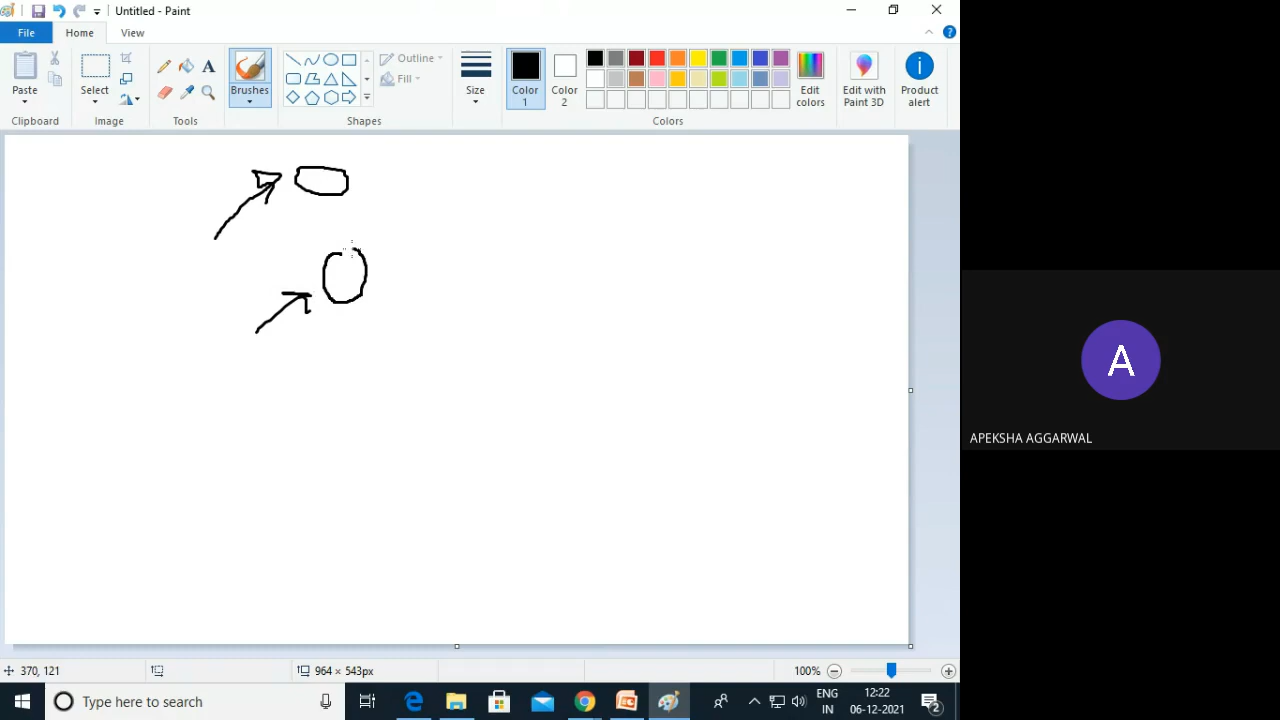 Untitled - Paint
File Home View
Paste
Select
A
Brushes
Outline
Fill
Size
Color 1
Color 2
Edit colors
Edit with Paint 3D
Product alert
Clipboard
Image
Tools
Shapes
Colors
A
APEKSHA AGGARWAL
370, 121
964 × 543px
100%
Type here to search
ENG
IN
12:22
06-12-2021
2